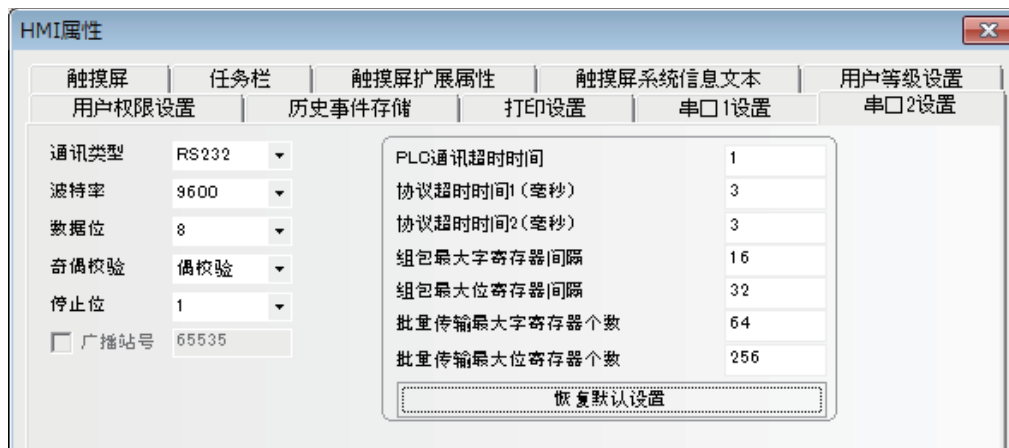 HMI属性
触摸屏 任务栏 触摸屏扩展属性 触摸屏系统信息文本 用户等级设置
用户权限设置 历史事件存储 打印设置 串口1设置 串口2设置
通讯类型 RS232
波特率 9600
数据位 8
奇偶校验 偶校验
停止位 1
广播站号 65535
PLC通讯超时时间 1
协议超时时间1(毫秒) 3
协议超时时间2(毫秒) 3
组包最大字寄存器间隔 16
组包最大位寄存器间隔 32
批量传输最大字寄存器个数 64
批量传输最大位寄存器个数 256
恢复默认设置